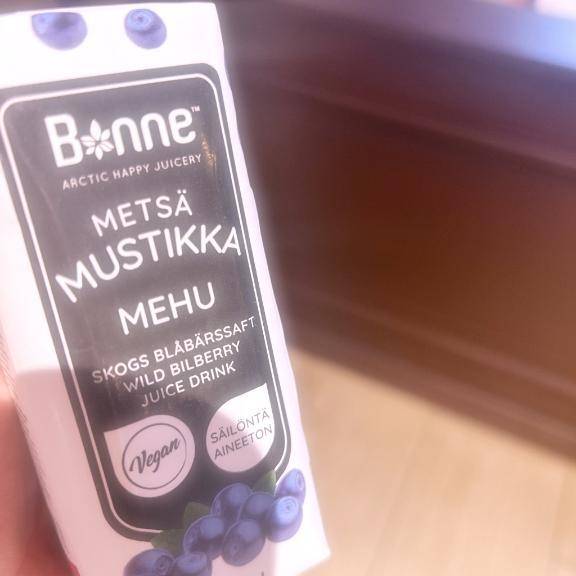 Bonne™
ARCTIC HAPPY JUICERY
METSÄ
MUSTIKKA
MEHU
SKOGS BLÅBÄRSSAFT
WILD BILBERRY
JUICE DRINK
Vegan
SÄILÖNTÄ
AINEETON